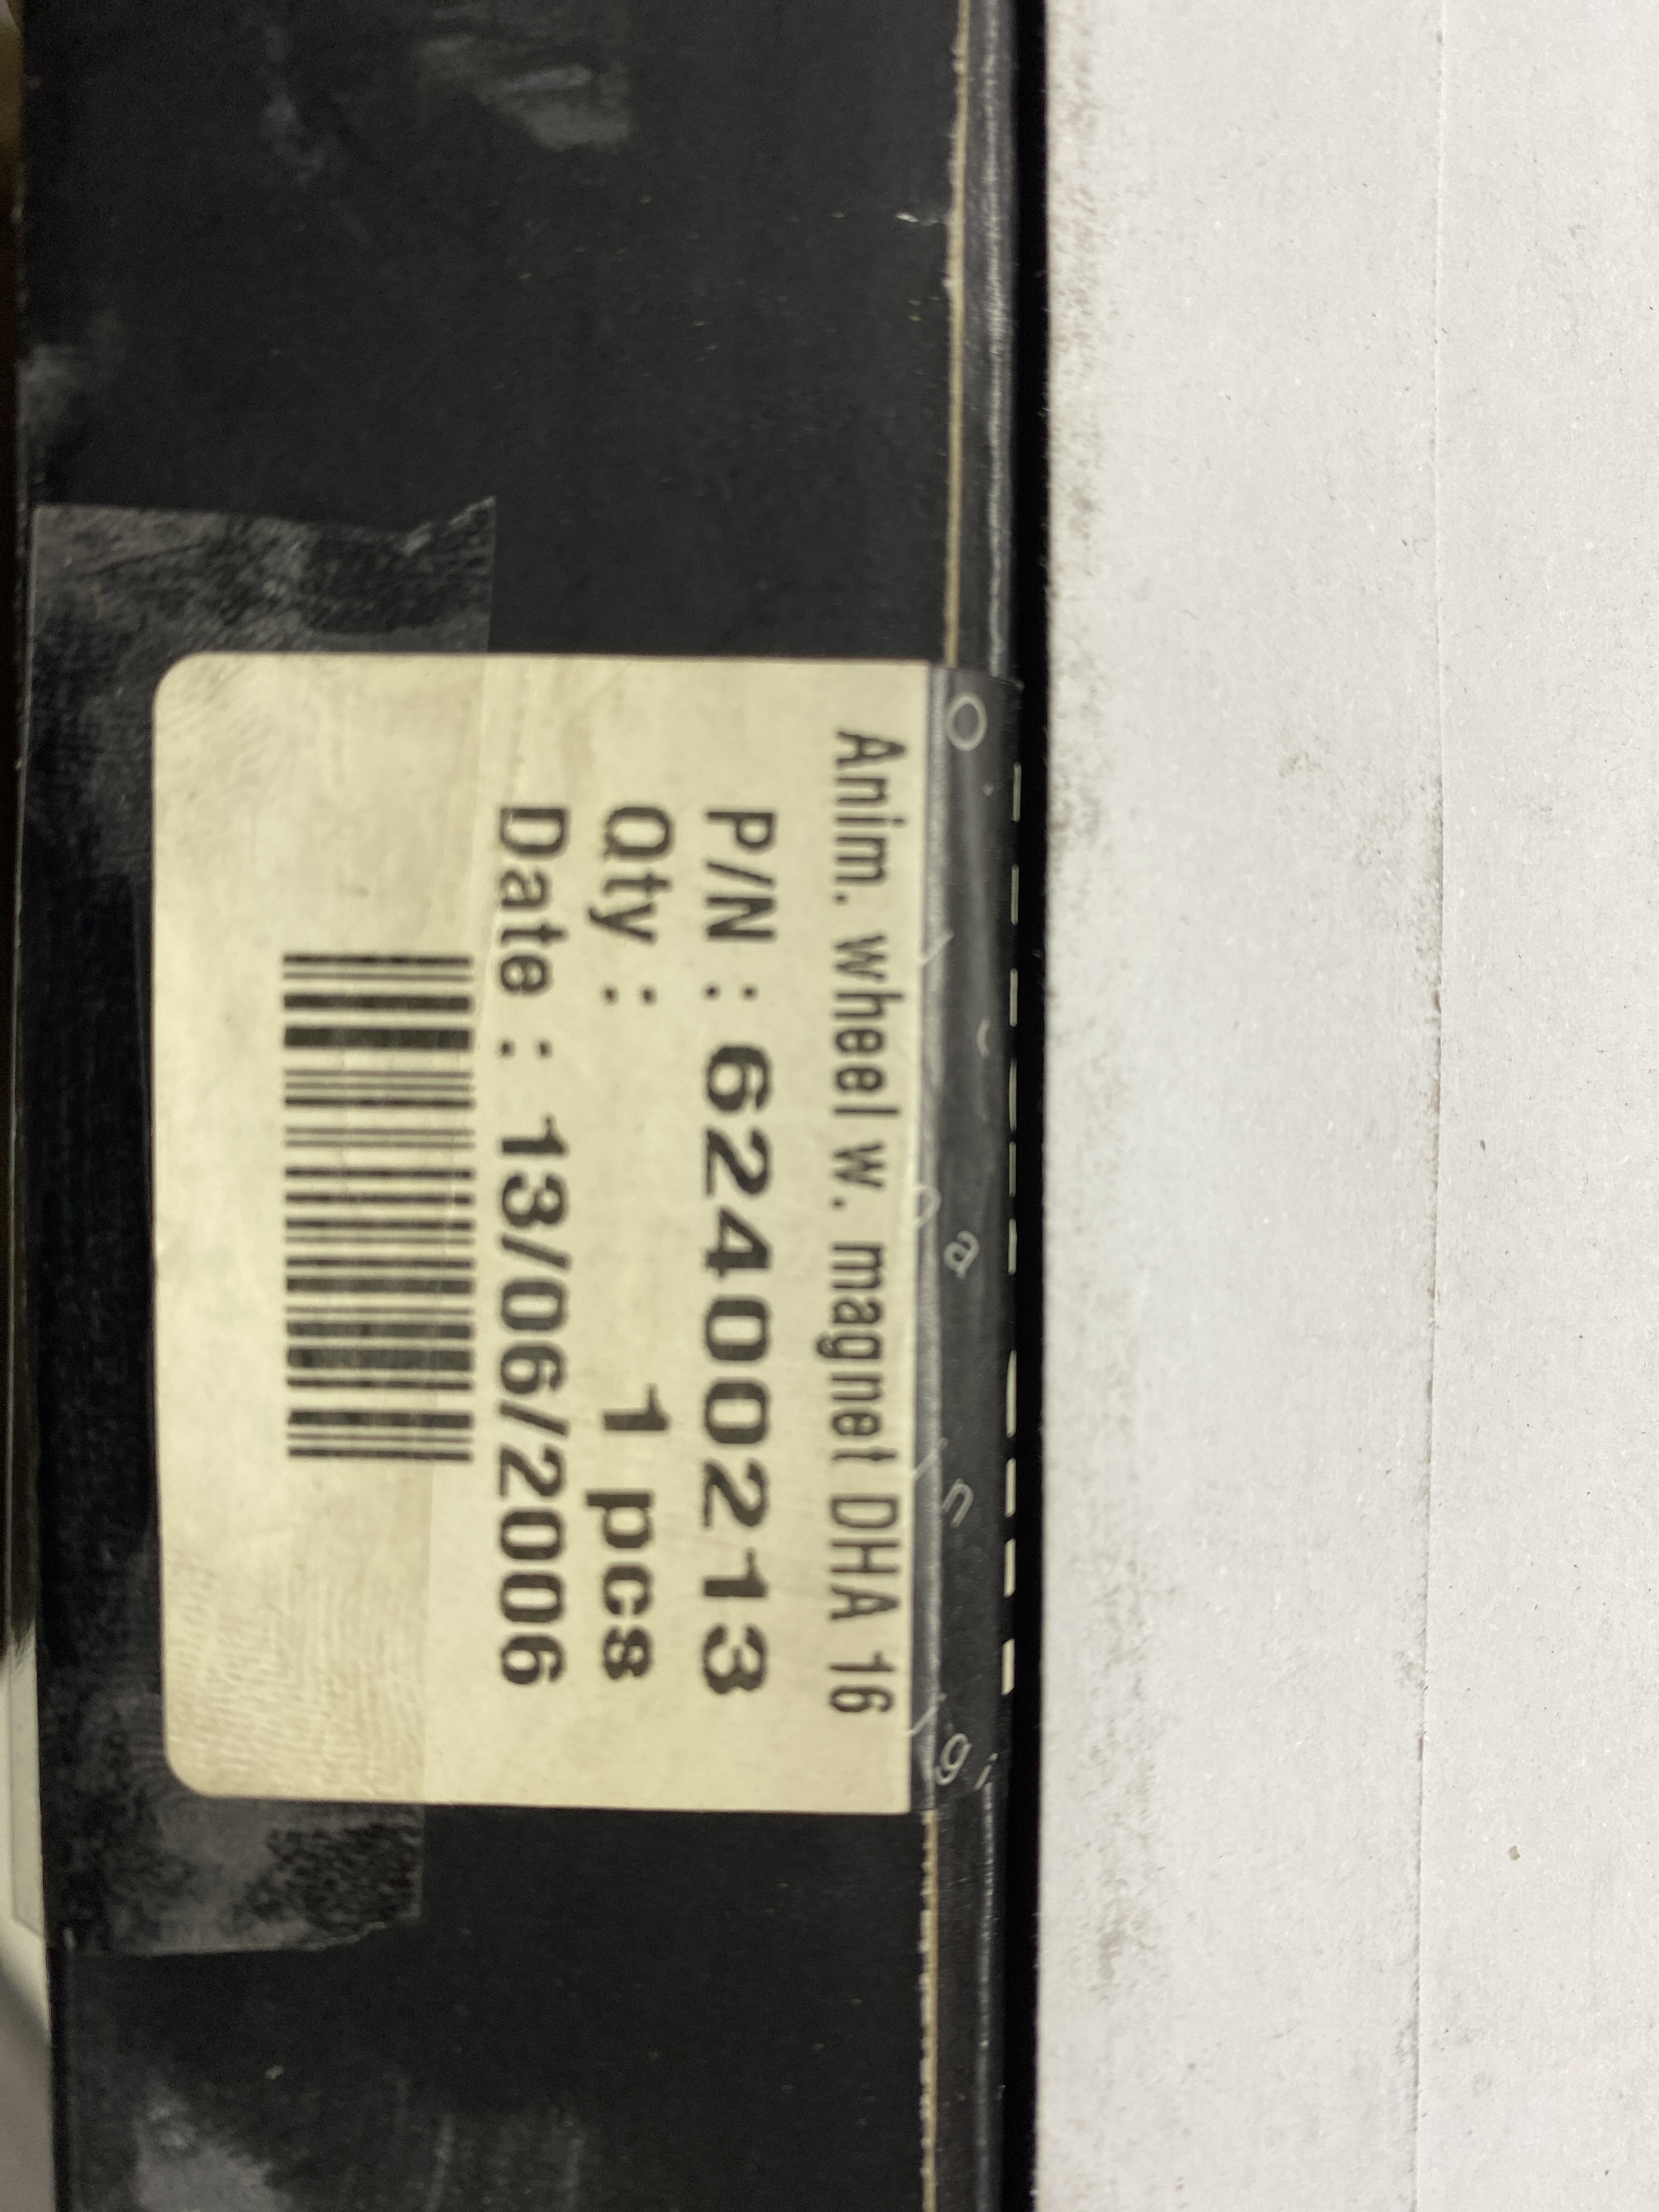 Anim. wheel w. magnet DHA 16
P/N : 62400213
Qty : 1 pcs
Date : 13/06/2006